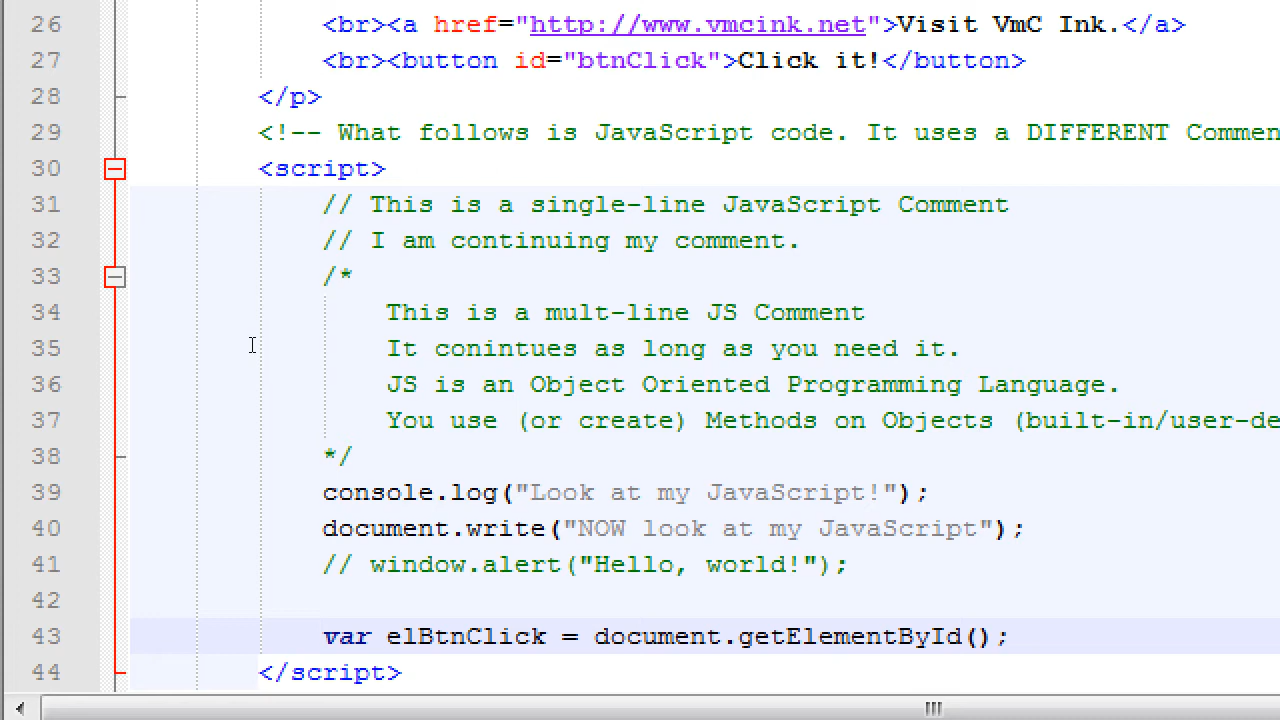 26 <br><a href="http://www.vmcink.net">Visit VmC Ink.</a>
27 <br><button id="btnClick">Click it!</button>
28 </p>
29 <!-- What follows is JavaScript code. It uses a DIFFERENT Commen
30 <script>
31 // This is a single-line JavaScript Comment
32 // I am continuing my comment.
33 /*
34 This is a mult-line JS Comment
35 It conintues as long as you need it.
36 JS is an Object Oriented Programming Language.
37 You use (or create) Methods on Objects (built-in/user-de
38 */
39 console.log("Look at my JavaScript!");
40 document.write("NOW look at my JavaScript");
41 // window.alert("Hello, world!");
42
43 var elBtnClick = document.getElementById();
44 </script>